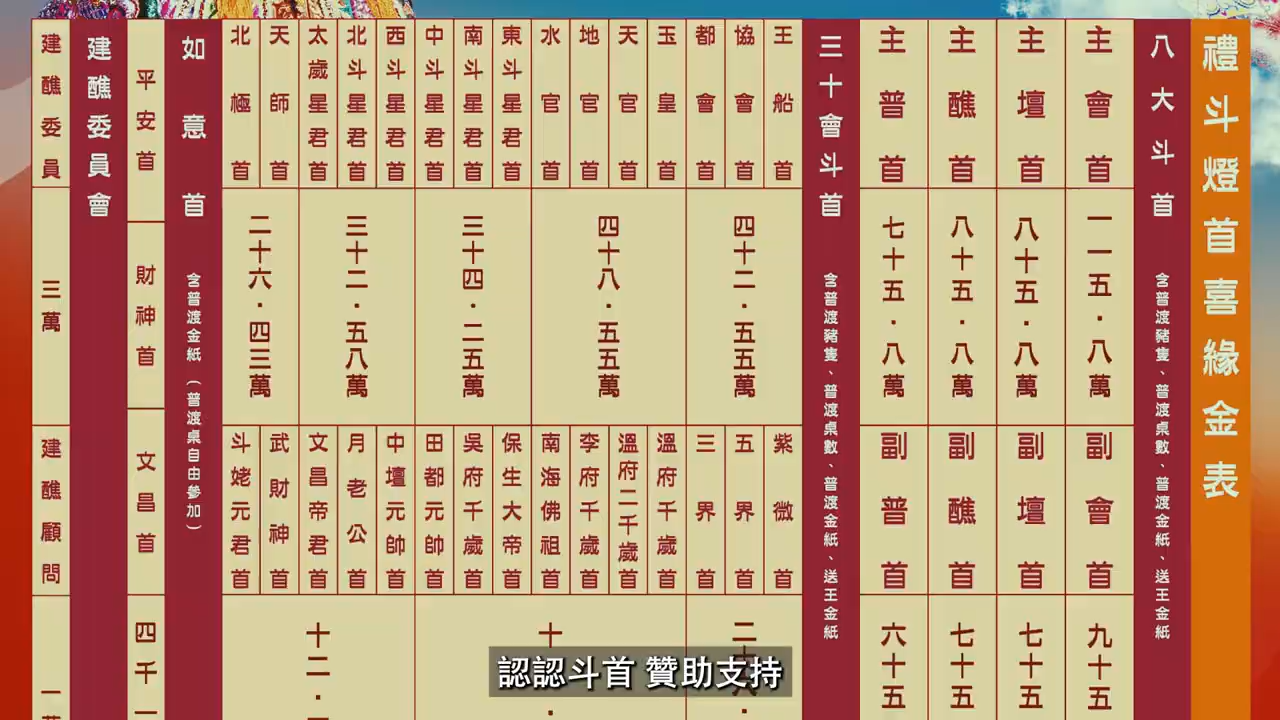 禮斗燈首喜緣金表
八大斗首 含普渡豬隻、普渡桌數、普渡金紙、送王金紙
主會首
一一五．八萬
副會首
九十五
主壇首
八十五．八萬
副壇首
七十五
主醮首
八十五．八萬
副醮首
七十五
主普首
七十五．八萬
副普首
六十五
三十會斗首 含普渡豬隻、普渡桌數、普渡金紙、送王金紙
王船首
協會首
都會首
四十二．五五萬
玉皇首
天官首
地官首
水官首
四十八．五五萬
東斗星君首
南斗星君首
中斗星君首
三十四．二五萬
西斗星君首
北斗星君首
太歲星君首
三十二．五八萬
天師首
北極首
二十六．四三萬
紫微首
五界首
三界首
溫府千歲首
溫府二千歲首
李府千歲首
南海佛祖首
保生大帝首
吳府千歲首
田都元帥首
十
中壇元帥首
月老公首
文昌帝君首
武財神首
斗姥元君首
十二．
如意首 含普渡金紙（普渡桌自由參加）
平安首
財神首
文昌首
四千
建醮委員會
建醮委員
三萬
建醮顧問
一萬
認認斗首 贊助支持